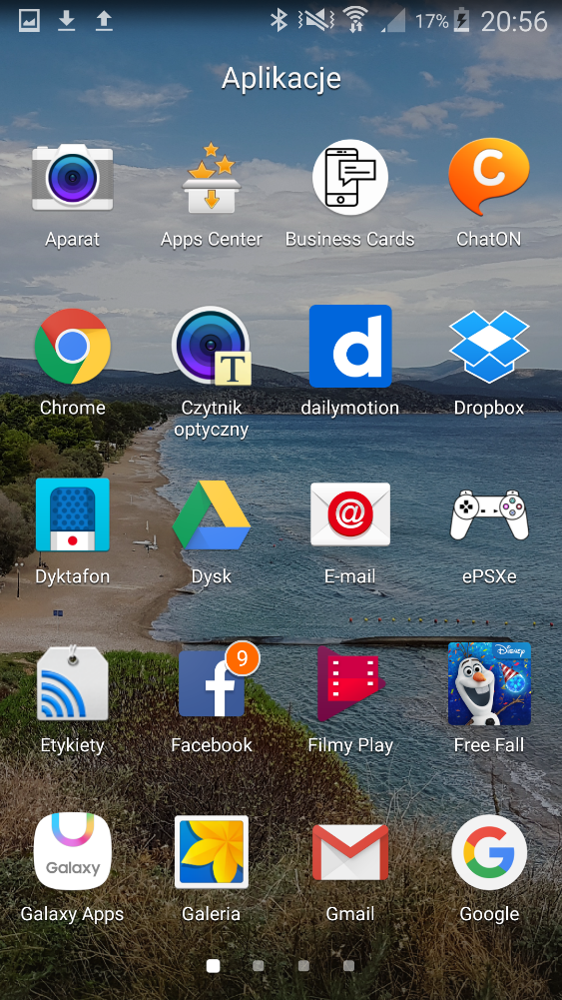 17% 20:56
Aplikacje
C
Aparat Apps Center Business Cards ChatON
T
d
Chrome Czytnik optyczny dailymotion Dropbox
@
Dyktafon Dysk E-mail ePSXe
9
Disney
f
Etykiety Facebook Filmy Play Free Fall
Galaxy
G
Galaxy Apps Galeria Gmail Google